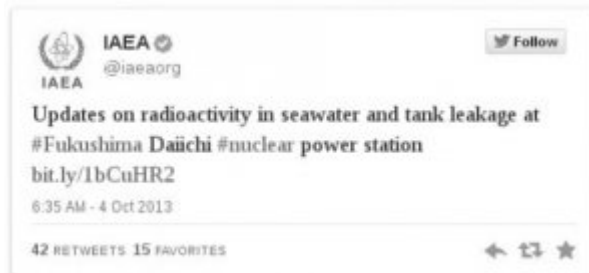 IAEA
@iaeaorg
Follow
IAEA
Updates on radioactivity in seawater and tank leakage at
#Fukushima Daiichi #nuclear power station
bit.ly/1bCuHR2
6:35 AM - 4 Oct 2013
42 RETWEETS 15 FAVORITES